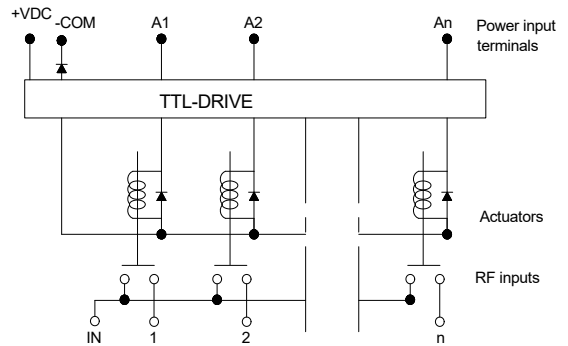 +VDC -COM A1 A2 An Power input
terminals
TTL-DRIVE
Actuators
RF inputs
IN 1 2 n